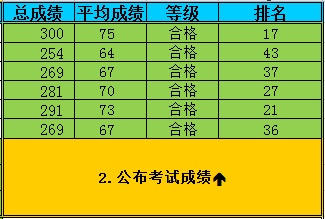 总成绩 平均成绩 等级 排名
300 75 合格 17
254 64 合格 43
269 67 合格 37
281 70 合格 27
291 73 合格 21
269 67 合格 36
2.公布考试成绩